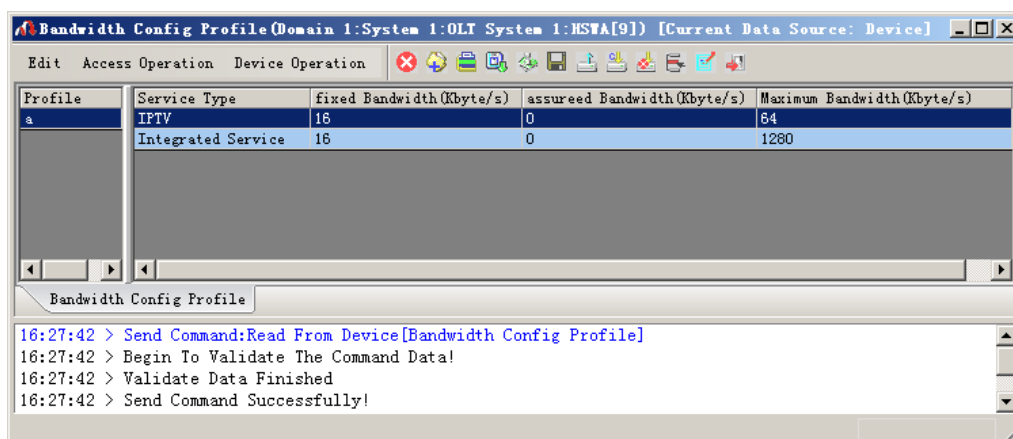 Bandwidth Config Profile(Domain 1:System 1:OLT System 1:HSWA[9]) [Current Data Source: Device]
Edit Access Operation Device Operation
Profile Service Type fixed Bandwidth(Kbyte/s) assureed Bandwidth(Kbyte/s) Maximum Bandwidth(Kbyte/s)
a IPTV 16 0 64
Integrated Service 16 0 1280
Bandwidth Config Profile
16:27:42 > Send Command:Read From Device[Bandwidth Config Profile]
16:27:42 > Begin To Validate The Command Data!
16:27:42 > Validate Data Finished
16:27:42 > Send Command Successfully!